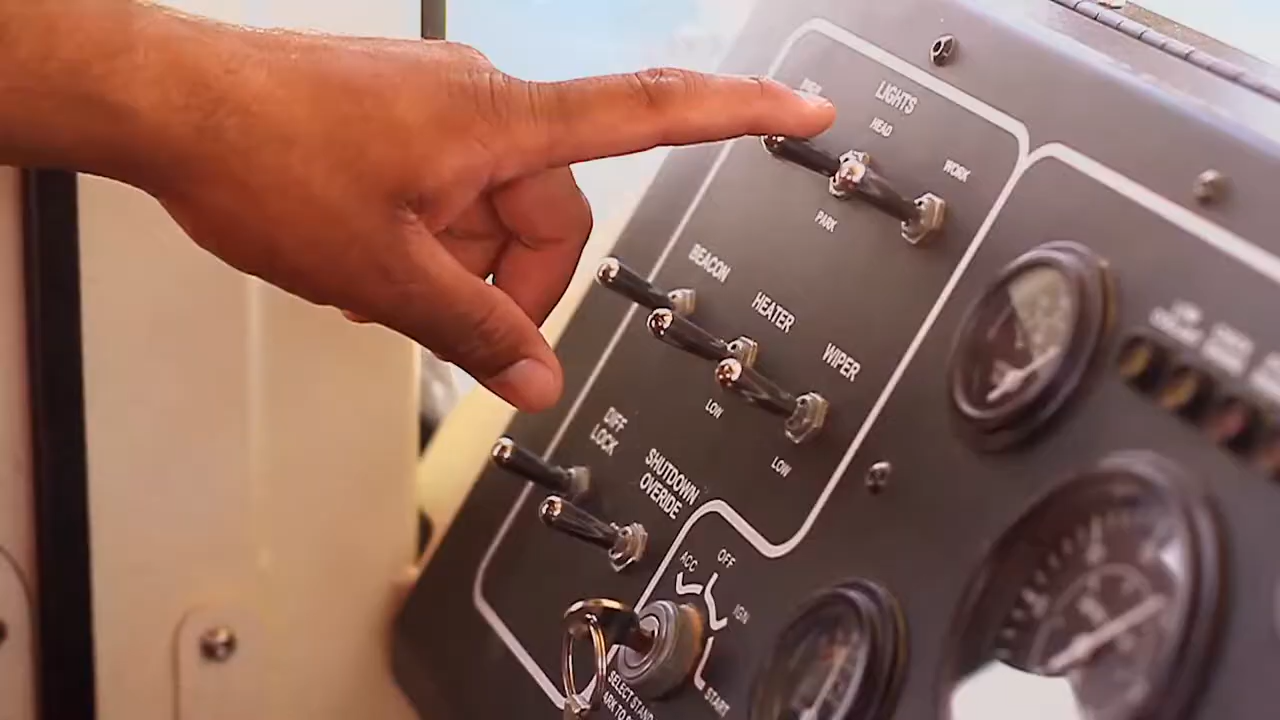 LIGHTS
HEAD
WORK
PARK
BEACON
HEATER
WIPER
LOW
LOW
DIFF
LOCK
SHUTDOWN
OVERIDE
ACC
OFF
IGN
START